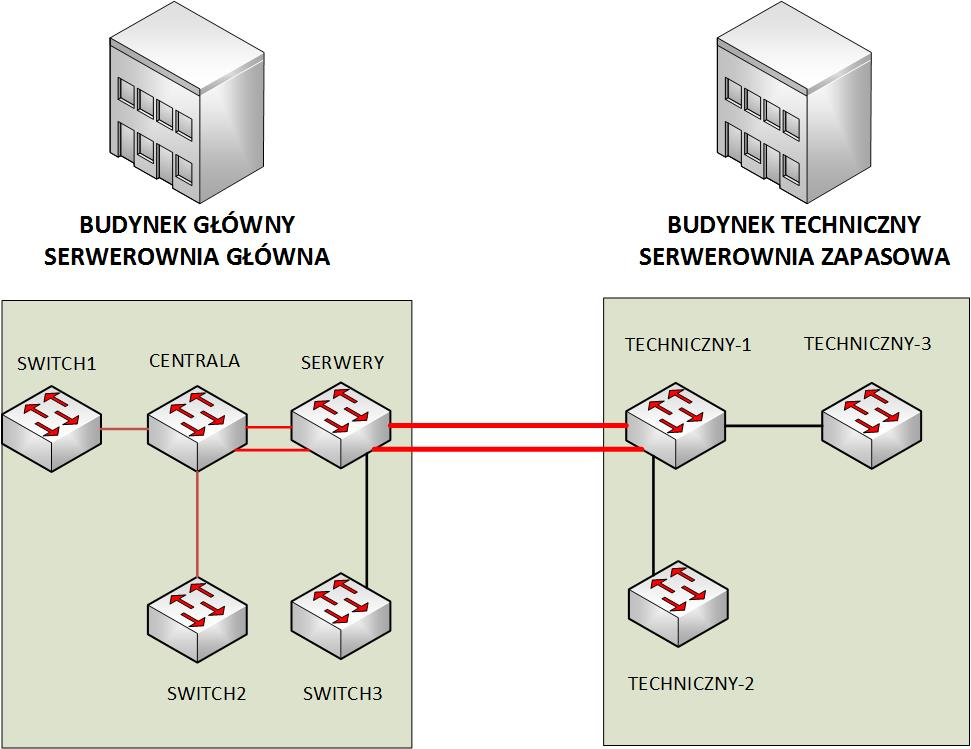 BUDYNEK GŁÓWNY
SERWEROWNIA GŁÓWNA
BUDYNEK TECHNICZNY
SERWEROWNIA ZAPASOWA
SWITCH1
CENTRALA
SERWERY
SWITCH2
SWITCH3
TECHNICZNY-1
TECHNICZNY-3
TECHNICZNY-2